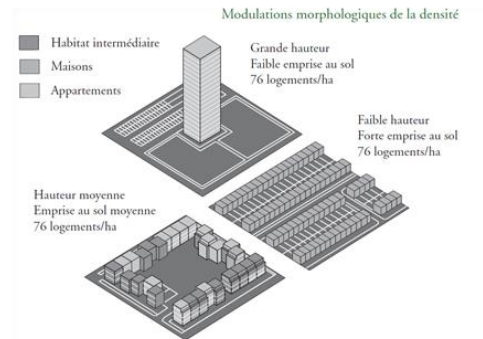 Modulations morphologiques de la densité
Habitat intermédiaire
Maisons
Appartements
Grande hauteur
Faible emprise au sol
76 logements/ha
Faible hauteur
Forte emprise au sol
76 logements/ha
Hauteur moyenne
Emprise au sol moyenne
76 logements/ha